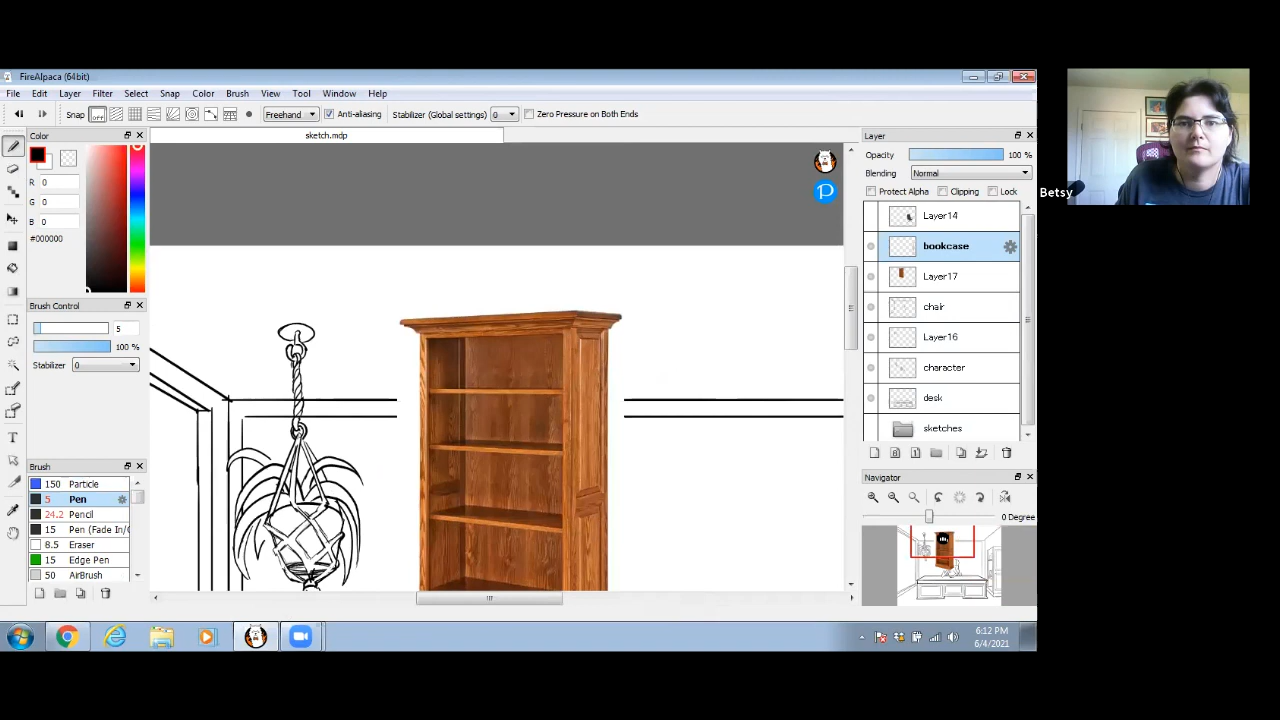 FireAlpaca (64bit)
File Edit Layer Filter Select Snap Color Brush View Tool Window Help
Snap OFF Freehand Anti-aliasing Stabilizer (Global settings) 0 Zero Pressure on Both Ends
Color
sketch.mdp
Layer
R 0
G 0
B 0
#000000
Opacity 100 %
Blending Normal
Protect Alpha Clipping Lock
Layer14
bookcase
Layer17
chair
Layer16
character
desk
sketches
Brush Control
5
100 %
Stabilizer 0
Brush
150 Particle
5 Pen
24.2 Pencil
15 Pen (Fade In/O
8.5 Eraser
15 Edge Pen
50 AirBrush
Navigator
0 Degree
6:12 PM
6/4/2021
Betsy